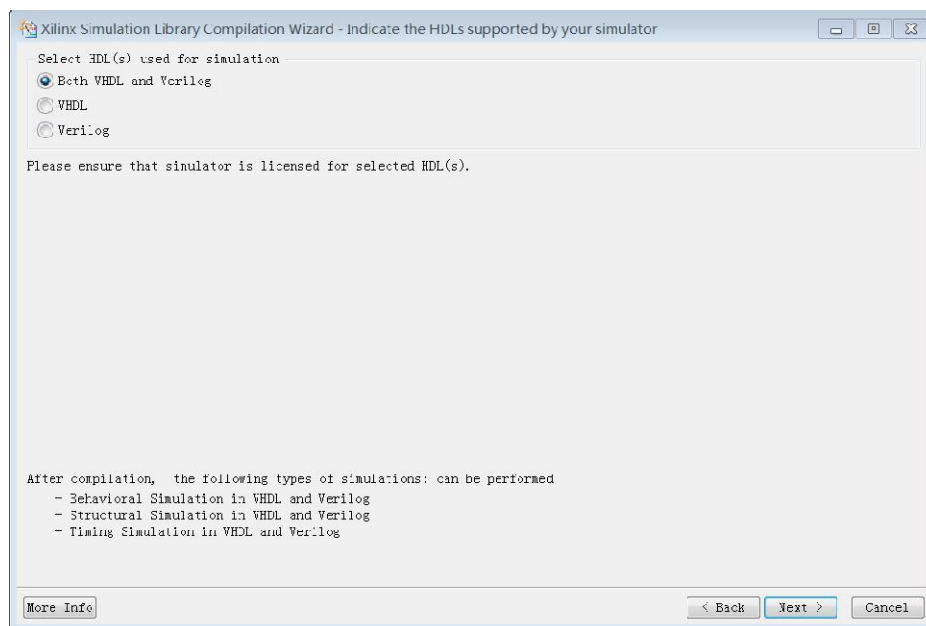 Xilinx Simulation Library Compilation Wizard - Indicate the HDLs supported by your simulator
Select HDL(s) used for simulation
Both VHDL and Verilog
VHDL
Verilog
Please ensure that simulator is licensed for selected HDL(s).
After compilation, the following types of simulations: can be performed
- Behavioral Simulation in VHDL and Verilog
- Structural Simulation in VHDL and Verilog
- Timing Simulation in VHDL and Verilog
More Info
< Back
Next >
Cancel